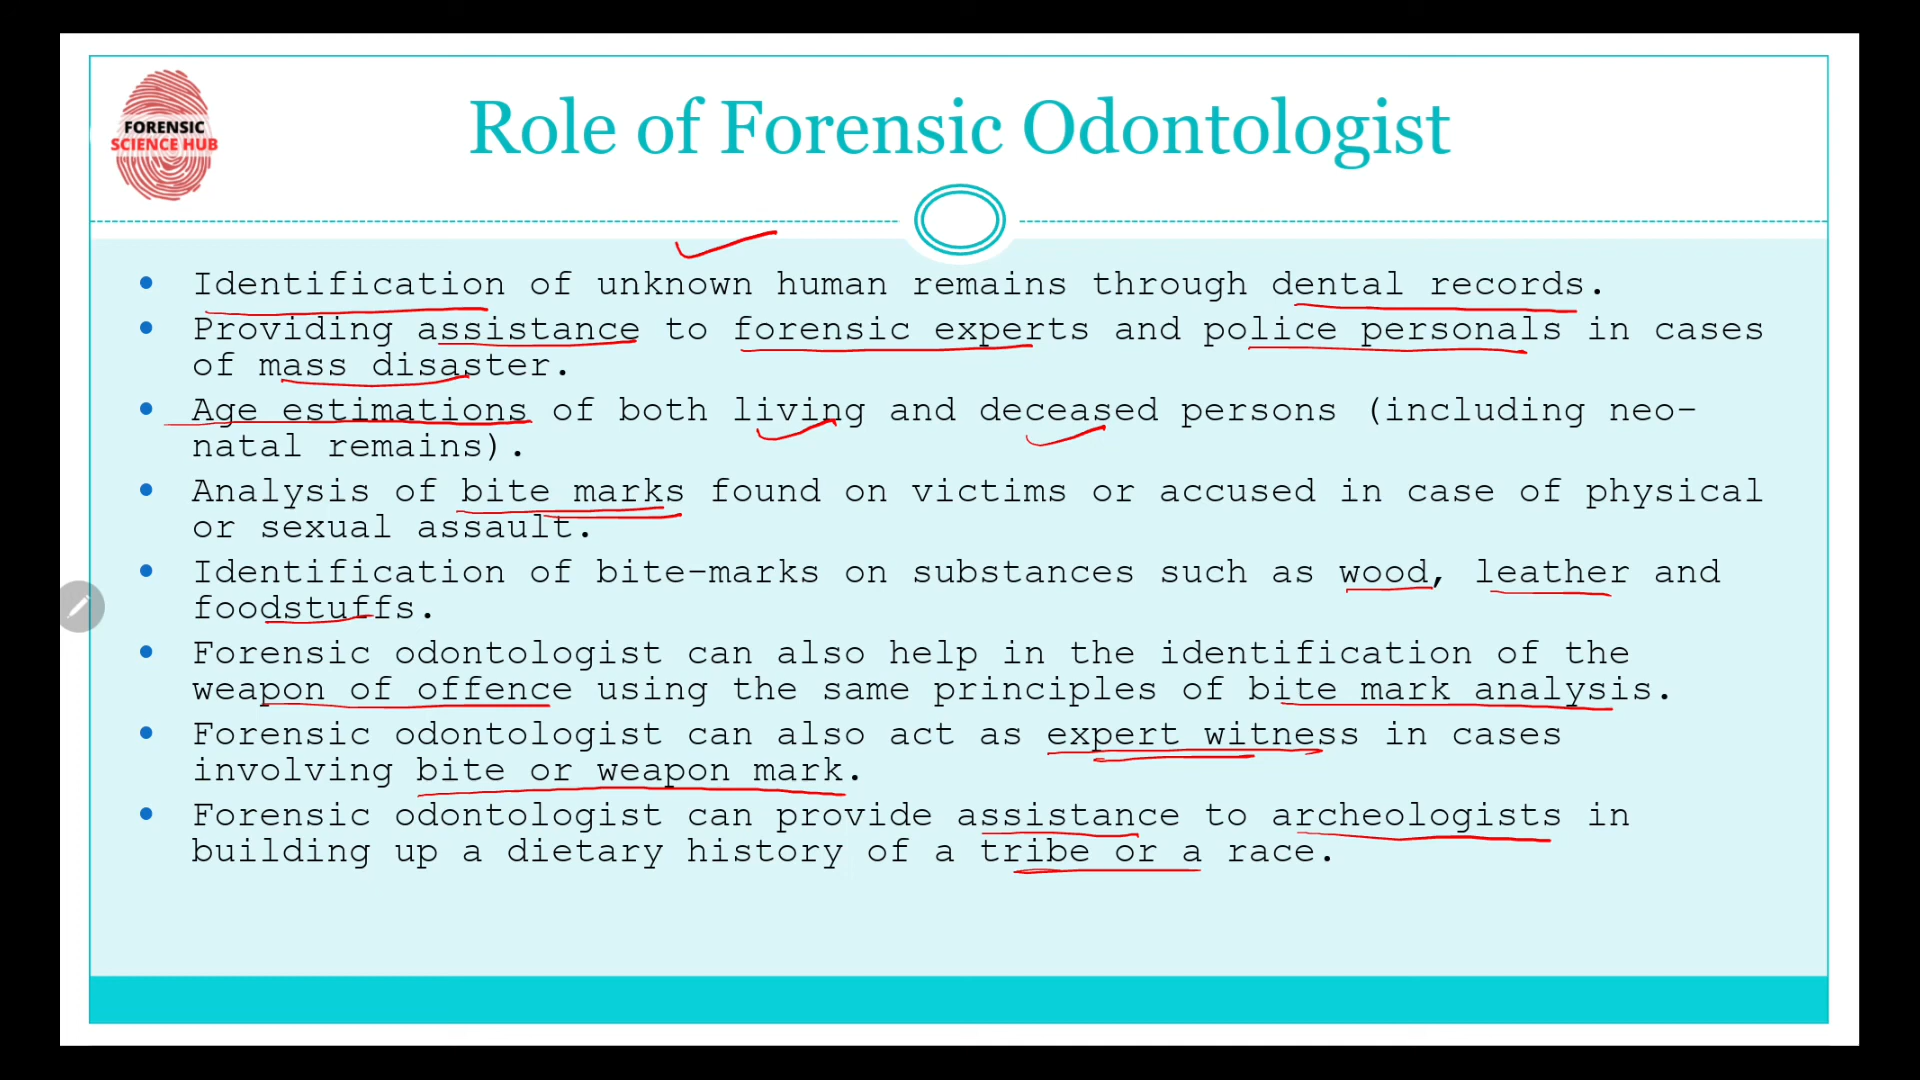 FORENSIC
SCIENCE HUB
Role of Forensic Odontologist
• Identification of unknown human remains through dental records.
• Providing assistance to forensic experts and police personals in cases
of mass disaster.
• Age estimations of both living and deceased persons (including neo-
natal remains).
• Analysis of bite marks found on victims or accused in case of physical
or sexual assault.
• Identification of bite-marks on substances such as wood, leather and
foodstuffs.
• Forensic odontologist can also help in the identification of the
weapon of offence using the same principles of bite mark analysis.
• Forensic odontologist can also act as expert witness in cases
involving bite or weapon mark.
• Forensic odontologist can provide assistance to archeologists in
building up a dietary history of a tribe or a race.